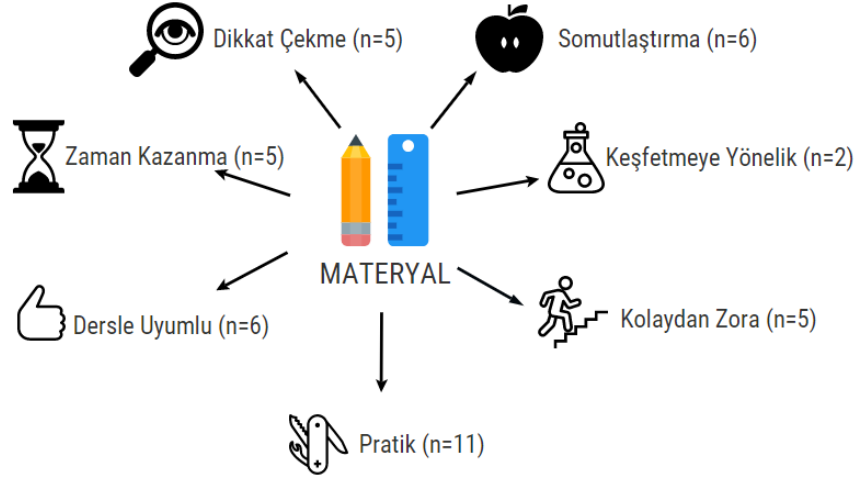 Dikkat Çekme (n=5)
Somutlaştırma (n=6)
Zaman Kazanma (n=5)
Keşfetmeye Yönelik (n=2)
MATERYAL
Dersle Uyumlu (n=6)
Kolaydan Zora (n=5)
Pratik (n=11)